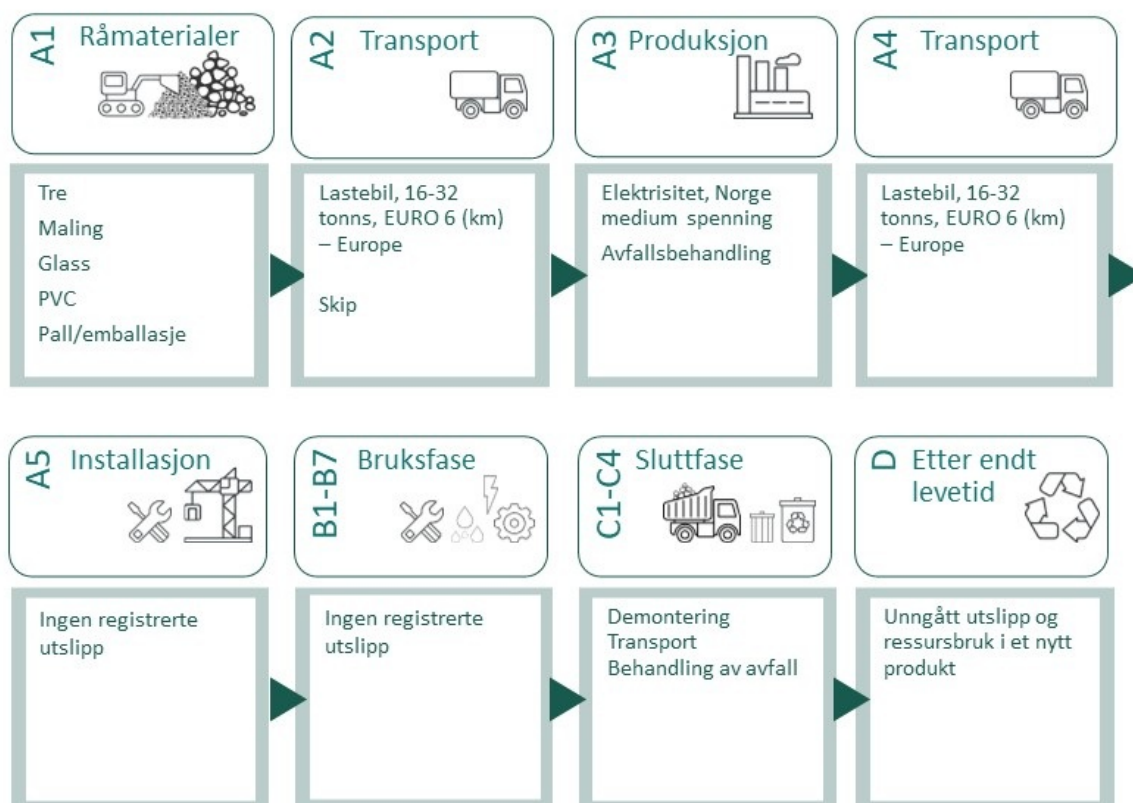 A1 Råmaterialer
Tre
Maling
Glass
PVC
Pall/emballasje
A2 Transport
Lastebil, 16-32
tonns, EURO 6 (km)
– Europe
Skip
A3 Produksjon
Elektrisitet, Norge
medium spenning
Avfallsbehandling
A4 Transport
Lastebil, 16-32
tonns, EURO 6 (km)
– Europe
A5 Installasjon
Ingen registrerte
utslipp
B1-B7 Bruksfase
Ingen registrerte
utslipp
C1-C4 Sluttfase
Demontering
Transport
Behandling av avfall
D Etter endt
levetid
Unngått utslipp og
ressursbruk i et nytt
produkt